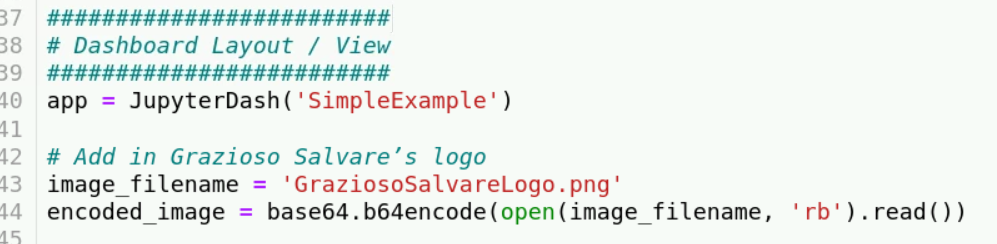 37 #########################
38 # Dashboard Layout / View
39 #########################
40 app = JupyterDash('SimpleExample')
41
42 # Add in Grazioso Salvare’s logo
43 image_filename = 'GraziosoSalvareLogo.png'
44 encoded_image = base64.b64encode(open(image_filename, 'rb').read())
45